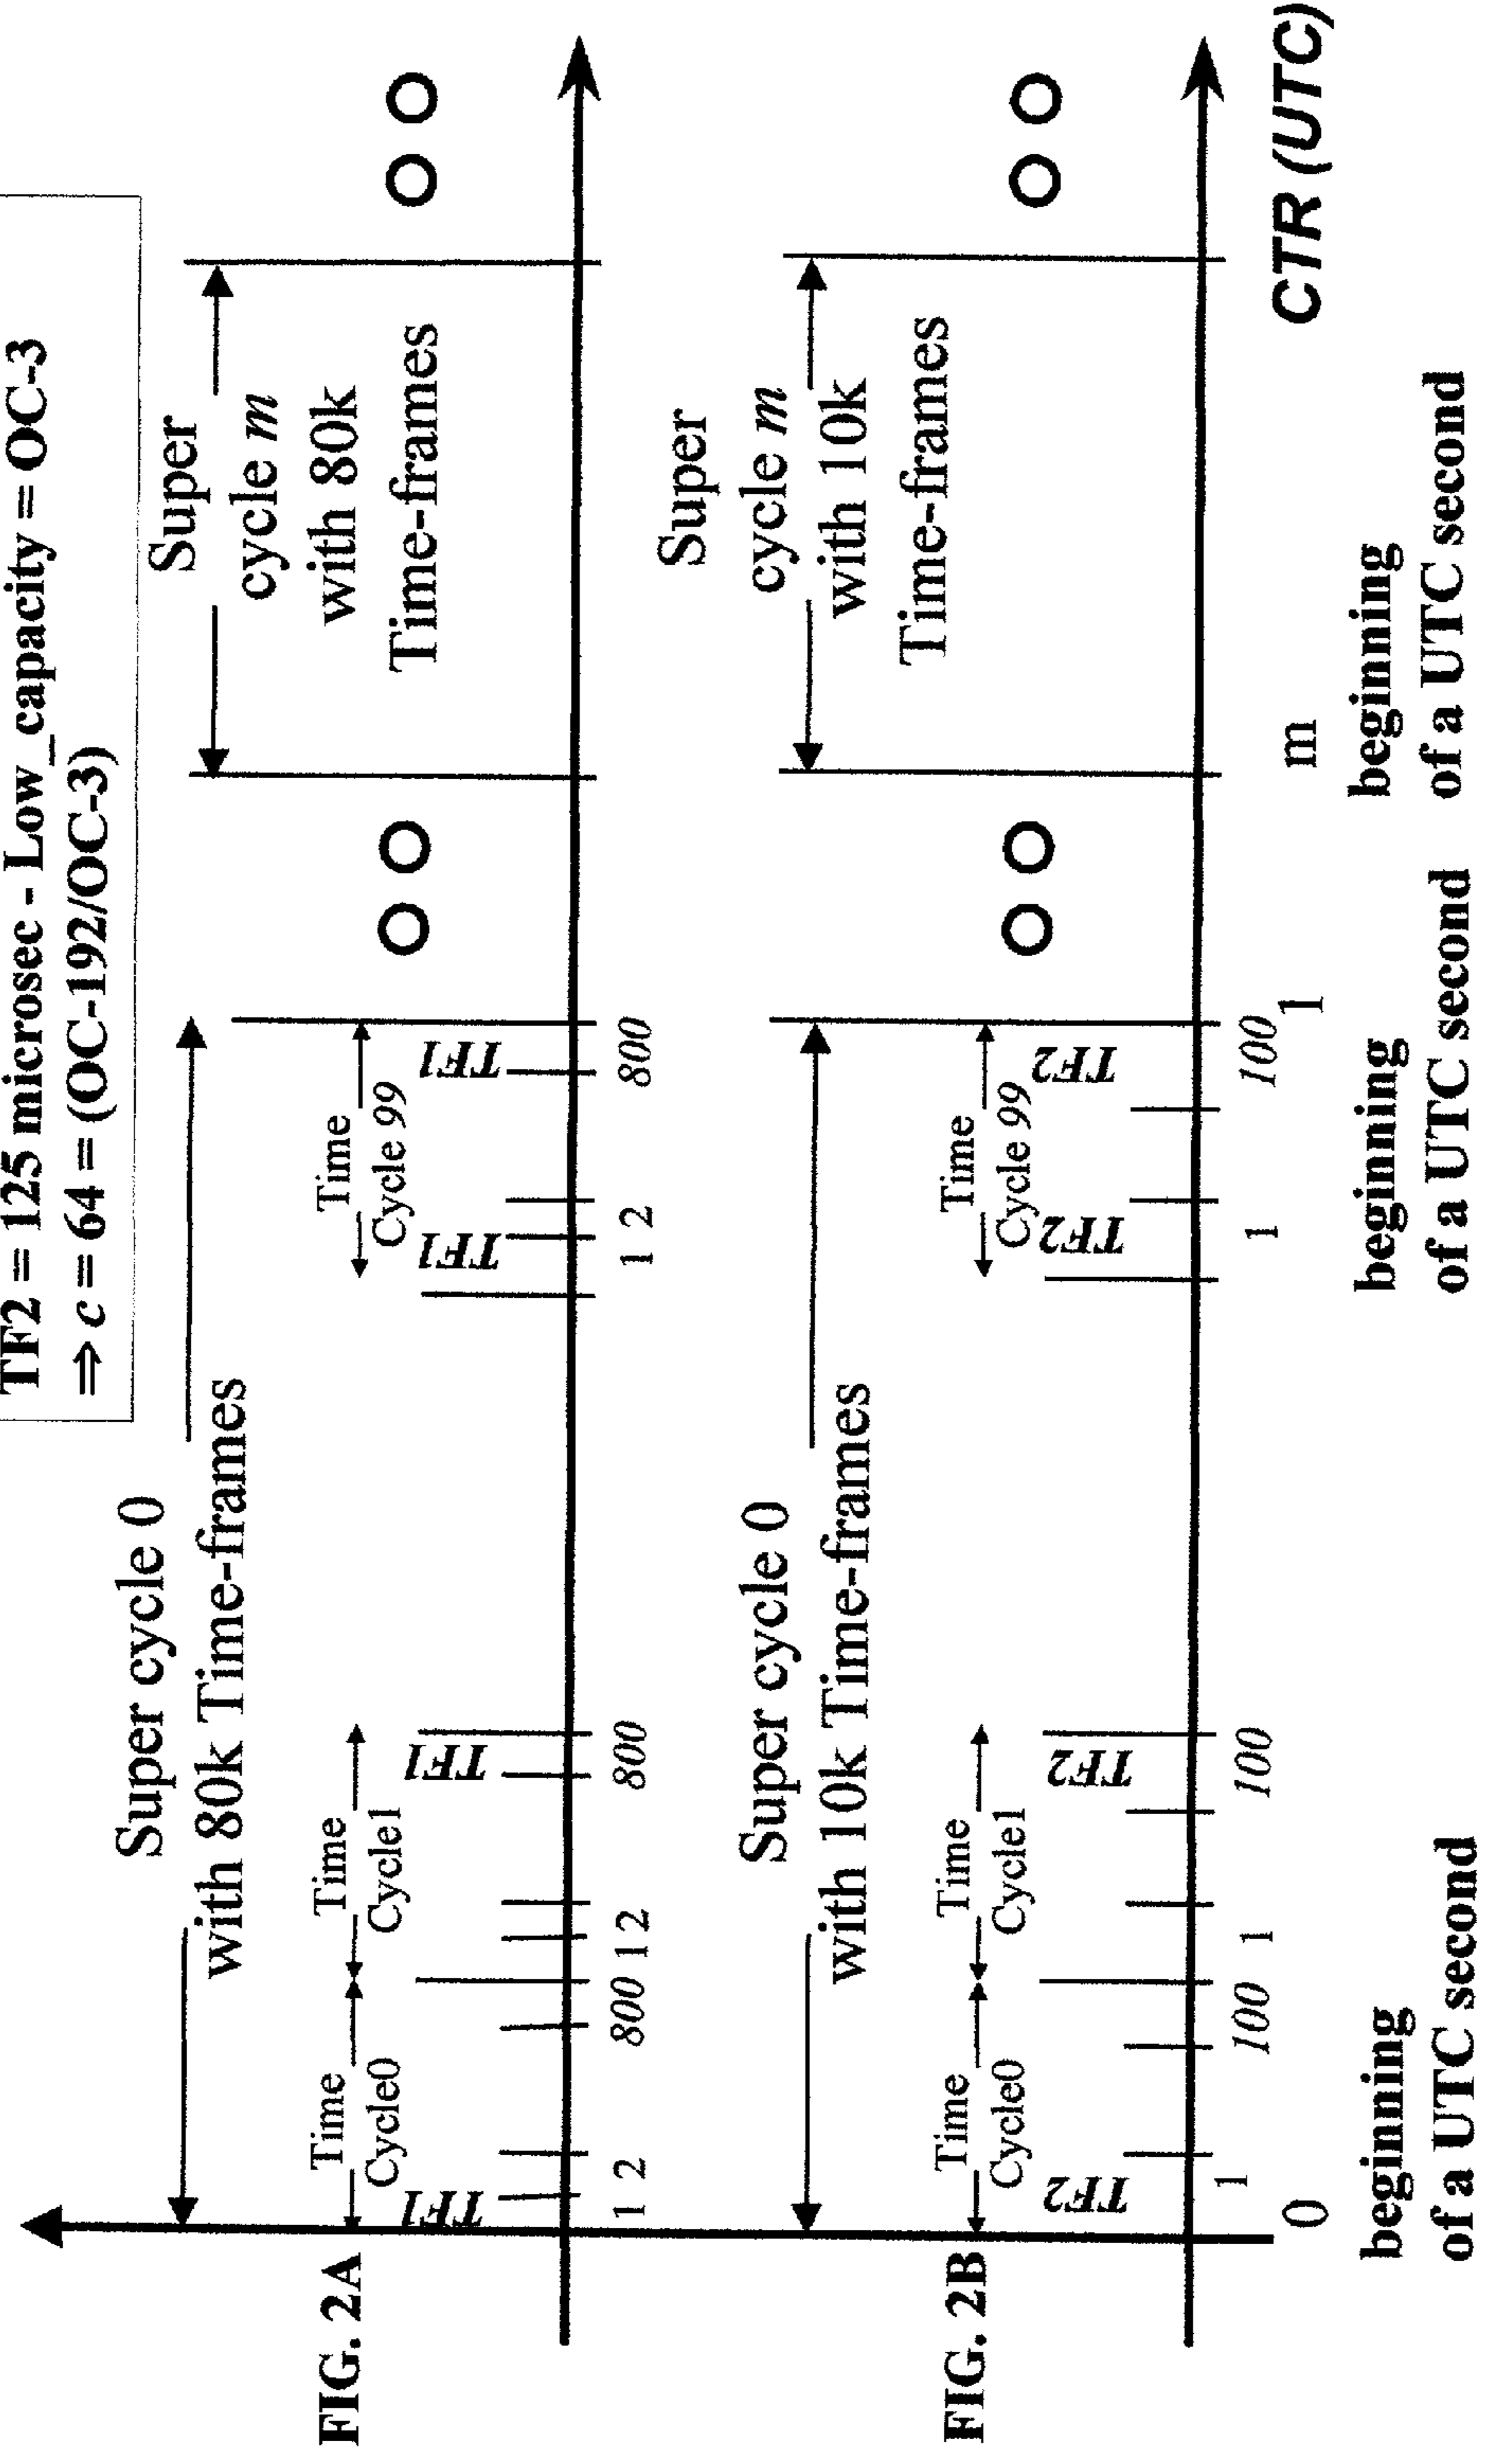 TF2 = 125 microsec - Low_capacity = OC-3
⇒ c = 64 = (OC-192/OC-3)
FIG. 2A
Super cycle 0
with 80k Time-frames
Super
cycle m
with 80k
Time-frames
Time
Cycle0
Time
Cycle1
Time
Cycle 99
TF1
TF1
TF1
TF1
1 2
800
1 2
800
1 2
800
FIG. 2B
Super cycle 0
with 10k Time-frames
Super
cycle m
with 10k
Time-frames
Time
Cycle0
Time
Cycle1
Time
Cycle 99
TF2
TF2
TF2
TF2
1
100
1
100
1
100
0
1
m
CTR (UTC)
beginning
of a UTC second
beginning
of a UTC second
beginning
of a UTC second